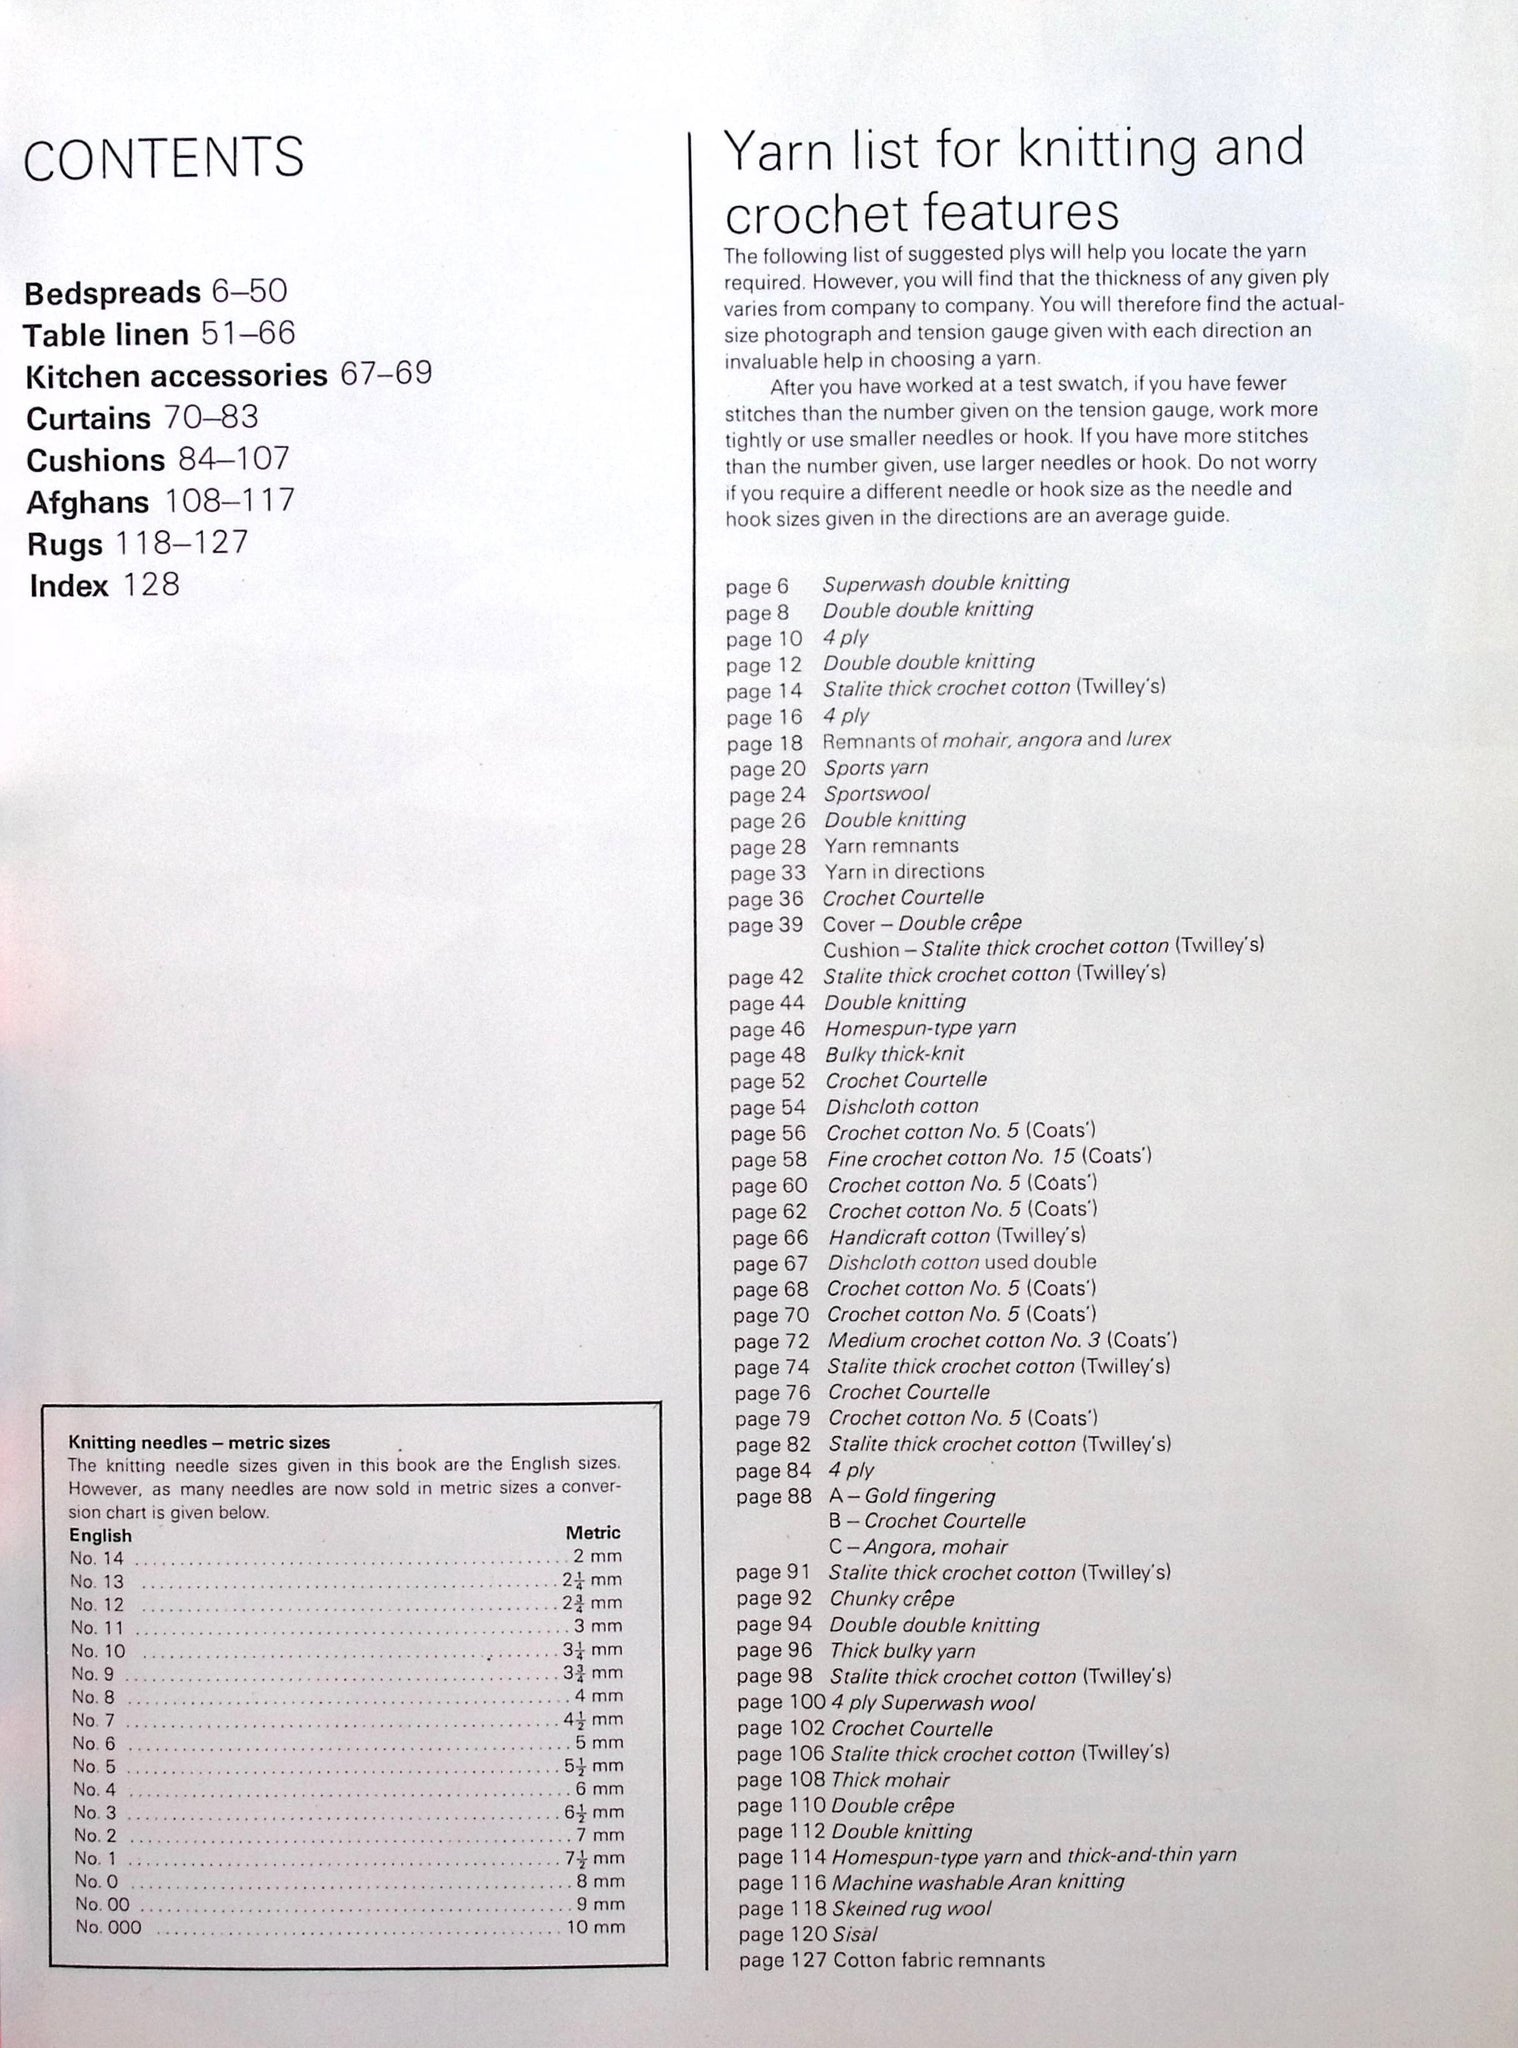 CONTENTS
Bedspreads 6–50
Table linen 51–66
Kitchen accessories 67–69
Curtains 70–83
Cushions 84–107
Afghans 108–117
Rugs 118–127
Index 128
Knitting needles – metric sizes
The knitting needle sizes given in this book are the English sizes.
However, as many needles are now sold in metric sizes a conver-
sion chart is given below.
English Metric
No. 14 2 mm
No. 13 2¼ mm
No. 12 2¾ mm
No. 11 3 mm
No. 10 3¼ mm
No. 9 3¾ mm
No. 8 4 mm
No. 7 4½ mm
No. 6 5 mm
No. 5 5½ mm
No. 4 6 mm
No. 3 6½ mm
No. 2 7 mm
No. 1 7½ mm
No. 0 8 mm
No. 00 9 mm
No. 000 10 mm
Yarn list for knitting and
crochet features
The following list of suggested plys will help you locate the yarn
required. However, you will find that the thickness of any given ply
varies from company to company. You will therefore find the actual-
size photograph and tension gauge given with each direction an
invaluable help in choosing a yarn.
After you have worked at a test swatch, if you have fewer
stitches than the number given on the tension gauge, work more
tightly or use smaller needles or hook. If you have more stitches
than the number given, use larger needles or hook. Do not worry
if you require a different needle or hook size as the needle and
hook sizes given in the directions are an average guide.
page 6 Superwash double knitting
page 8 Double double knitting
page 10 4 ply
page 12 Double double knitting
page 14 Stalite thick crochet cotton (Twilley's)
page 16 4 ply
page 18 Remnants of mohair, angora and lurex
page 20 Sports yarn
page 24 Sportswool
page 26 Double knitting
page 28 Yarn remnants
page 33 Yarn in directions
page 36 Crochet Courtelle
page 39 Cover – Double crêpe
Cushion – Stalite thick crochet cotton (Twilley's)
page 42 Stalite thick crochet cotton (Twilley's)
page 44 Double knitting
page 46 Homespun-type yarn
page 48 Bulky thick-knit
page 52 Crochet Courtelle
page 54 Dishcloth cotton
page 56 Crochet cotton No. 5 (Coats')
page 58 Fine crochet cotton No. 15 (Coats')
page 60 Crochet cotton No. 5 (Coats')
page 62 Crochet cotton No. 5 (Coats')
page 66 Handicraft cotton (Twilley's)
page 67 Dishcloth cotton used double
page 68 Crochet cotton No. 5 (Coats')
page 70 Crochet cotton No. 5 (Coats')
page 72 Medium crochet cotton No. 3 (Coats')
page 74 Stalite thick crochet cotton (Twilley's)
page 76 Crochet Courtelle
page 79 Crochet cotton No. 5 (Coats')
page 82 Stalite thick crochet cotton (Twilley's)
page 84 4 ply
page 88 A – Gold fingering
B – Crochet Courtelle
C – Angora, mohair
page 91 Stalite thick crochet cotton (Twilley's)
page 92 Chunky crêpe
page 94 Double double knitting
page 96 Thick bulky yarn
page 98 Stalite thick crochet cotton (Twilley's)
page 100 4 ply Superwash wool
page 102 Crochet Courtelle
page 106 Stalite thick crochet cotton (Twilley's)
page 108 Thick mohair
page 110 Double crêpe
page 112 Double knitting
page 114 Homespun-type yarn and thick-and-thin yarn
page 116 Machine washable Aran knitting
page 118 Skeined rug wool
page 120 Sisal
page 127 Cotton fabric remnants